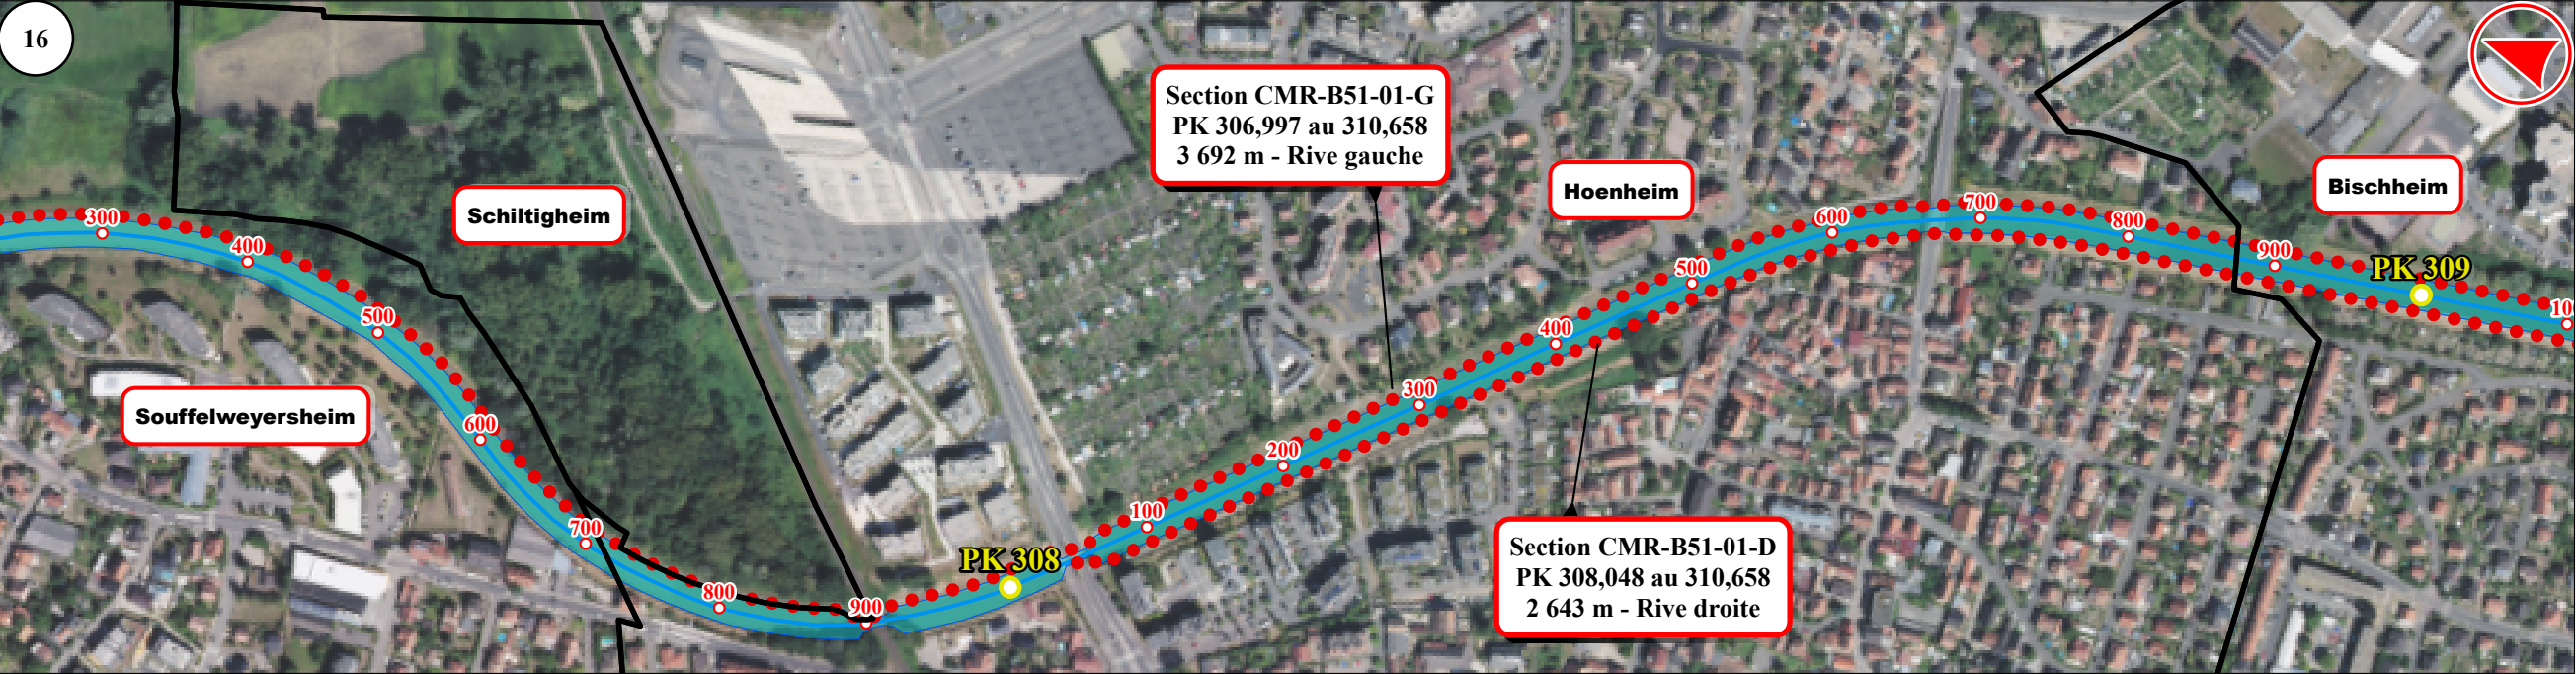 16
Section CMR-B51-01-G
PK 306,997 au 310,658
3 692 m - Rive gauche
Hoenheim
Bischheim
Schiltigheim
Souffelweyersheim
300
400
500
600
700
800
900
PK 308
100
200
300
400
500
600
700
800
900
PK 309
10
Section CMR-B51-01-D
PK 308,048 au 310,658
2 643 m - Rive droite